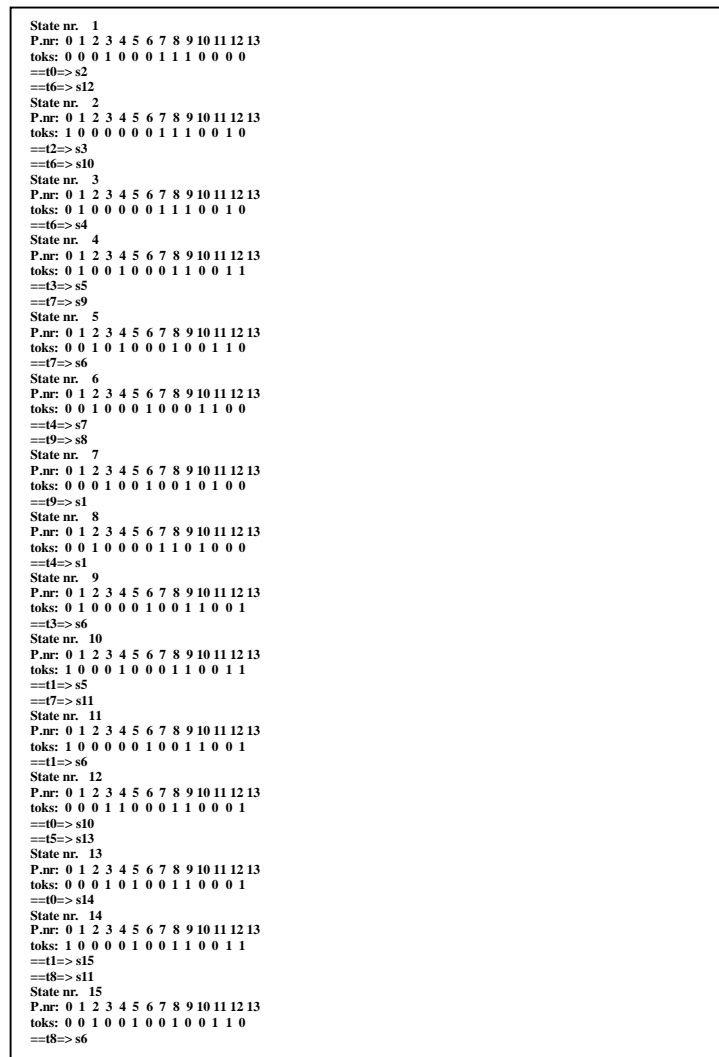 State nr. 1
P.nr: 0 1 2 3 4 5 6 7 8 9 10 11 12 13
toks: 0 0 0 1 0 0 0 1 1 1 0 0 0 0
==t0=> s2
==t6=> s12
State nr. 2
P.nr: 0 1 2 3 4 5 6 7 8 9 10 11 12 13
toks: 1 0 0 0 0 0 0 1 1 1 0 0 1 0
==t2=> s3
==t6=> s10
State nr. 3
P.nr: 0 1 2 3 4 5 6 7 8 9 10 11 12 13
toks: 0 1 0 0 0 0 0 1 1 1 0 0 1 0
==t6=> s4
State nr. 4
P.nr: 0 1 2 3 4 5 6 7 8 9 10 11 12 13
toks: 0 1 0 0 1 0 0 0 1 1 0 0 1 1
==t3=> s5
==t7=> s9
State nr. 5
P.nr: 0 1 2 3 4 5 6 7 8 9 10 11 12 13
toks: 0 0 1 0 1 0 0 0 1 0 0 1 1 0
==t7=> s6
State nr. 6
P.nr: 0 1 2 3 4 5 6 7 8 9 10 11 12 13
toks: 0 0 1 0 0 0 1 0 0 0 1 1 0 0
==t4=> s7
==t9=> s8
State nr. 7
P.nr: 0 1 2 3 4 5 6 7 8 9 10 11 12 13
toks: 0 0 0 1 0 0 1 0 0 1 0 1 0 0
==t9=> s1
State nr. 8
P.nr: 0 1 2 3 4 5 6 7 8 9 10 11 12 13
toks: 0 0 1 0 0 0 0 1 1 0 1 0 0 0
==t4=> s1
State nr. 9
P.nr: 0 1 2 3 4 5 6 7 8 9 10 11 12 13
toks: 0 1 0 0 0 0 1 0 0 1 1 0 0 1
==t3=> s6
State nr. 10
P.nr: 0 1 2 3 4 5 6 7 8 9 10 11 12 13
toks: 1 0 0 0 1 0 0 0 1 1 0 0 1 1
==t1=> s5
==t7=> s11
State nr. 11
P.nr: 0 1 2 3 4 5 6 7 8 9 10 11 12 13
toks: 1 0 0 0 0 0 1 0 0 1 1 0 0 1
==t1=> s6
State nr. 12
P.nr: 0 1 2 3 4 5 6 7 8 9 10 11 12 13
toks: 0 0 0 1 1 0 0 0 1 1 0 0 0 1
==t0=> s10
==t5=> s13
State nr. 13
P.nr: 0 1 2 3 4 5 6 7 8 9 10 11 12 13
toks: 0 0 0 1 0 1 0 0 1 1 0 0 0 1
==t0=> s14
State nr. 14
P.nr: 0 1 2 3 4 5 6 7 8 9 10 11 12 13
toks: 1 0 0 0 0 1 0 0 1 1 0 0 1 1
==t1=> s15
==t8=> s11
State nr. 15
P.nr: 0 1 2 3 4 5 6 7 8 9 10 11 12 13
toks: 0 0 1 0 0 1 0 0 1 0 0 1 1 0
==t8=> s6